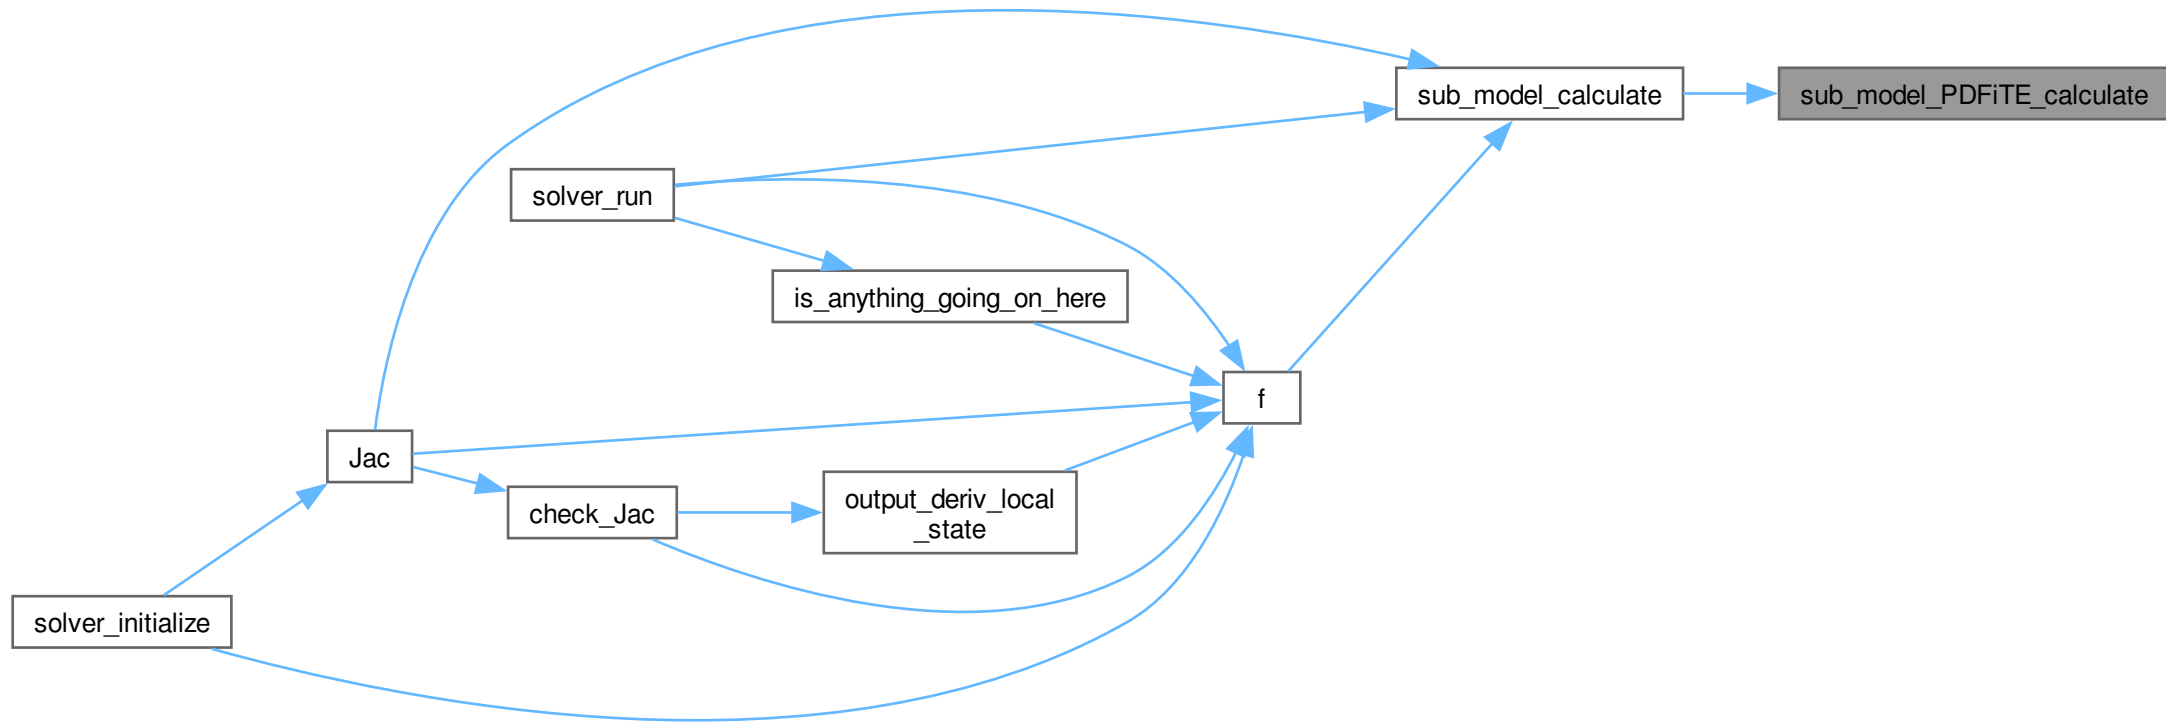 sub_model_calculate
sub_model_PDFiTE_calculate
solver_run
is_anything_going_on_here
f
Jac
check_Jac
output_deriv_local
_state
solver_initialize